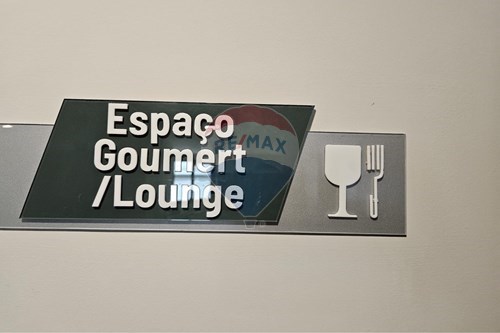 Espaço
Goumert
/Lounge
RE/MAX